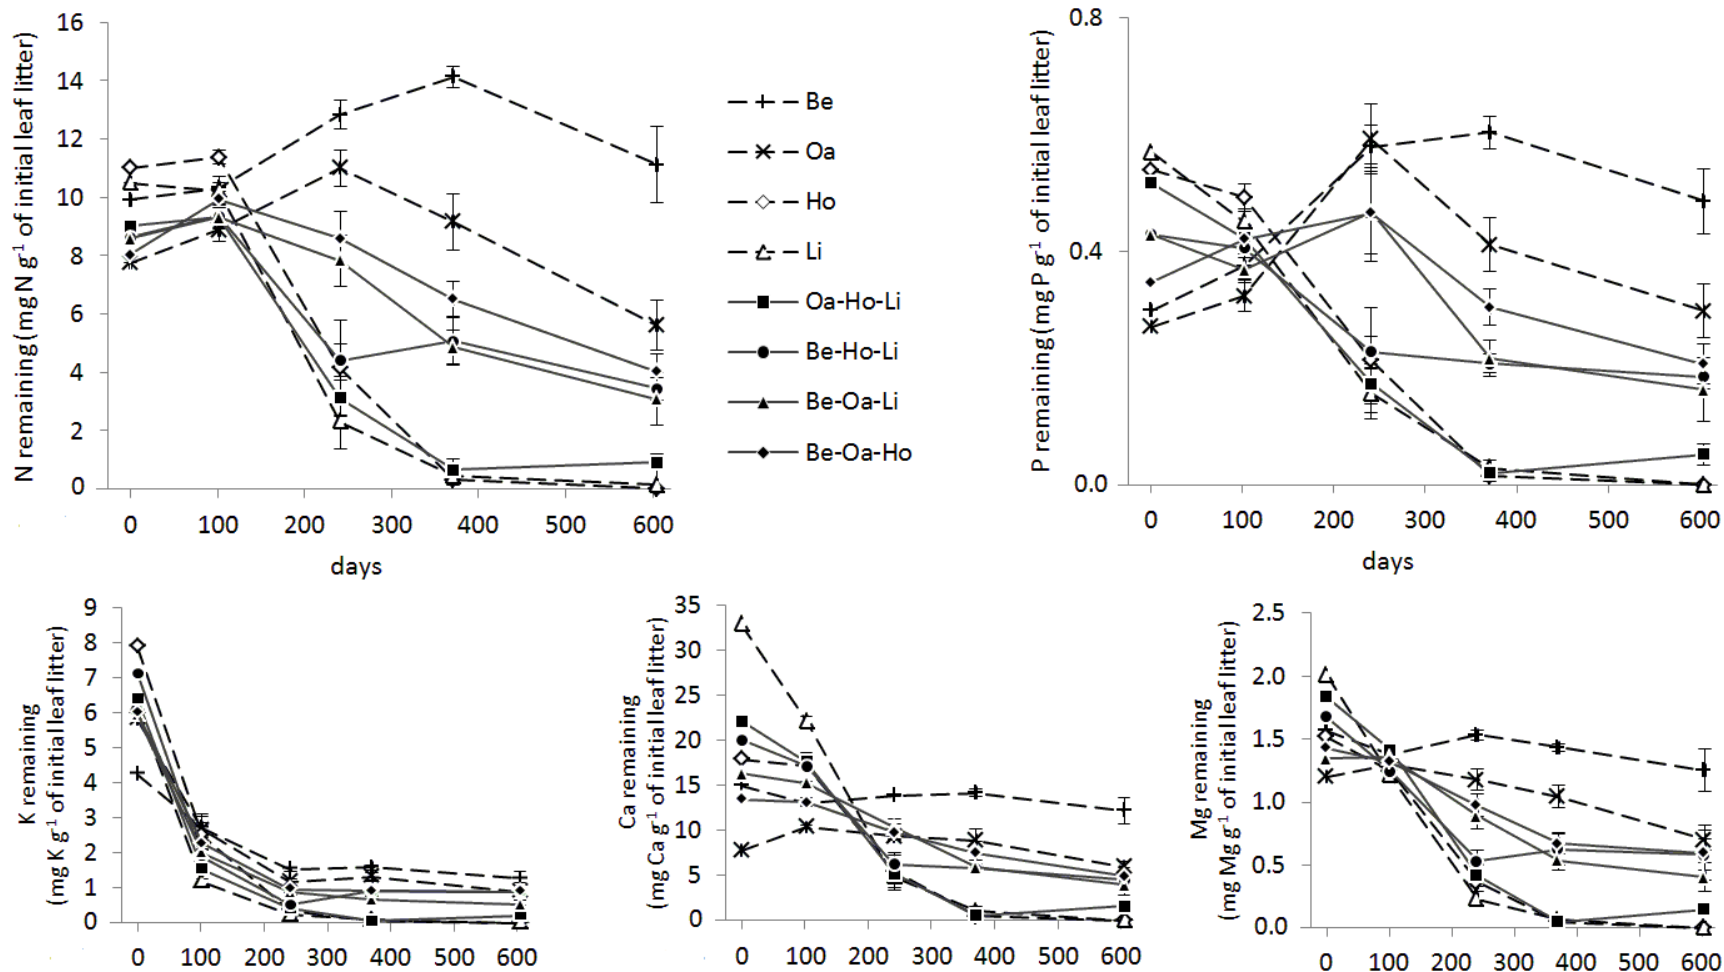 N remaining (mg N g⁻¹ of initial leaf litter)
16
14
12
10
8
6
4
2
0
0 100 200 300 400 500 600
days
Be
Oa
Ho
Li
Oa-Ho-Li
Be-Ho-Li
Be-Oa-Li
Be-Oa-Ho
P remaining (mg P g⁻¹ of initial leaf litter)
0.8
0.4
0.0
0 100 200 300 400 500 600
days
K remaining
(mg K g⁻¹ of initial leaf litter)
9
8
7
6
5
4
3
2
1
0
0 100 200 300 400 500 600
Ca remaining
(mg Ca g⁻¹ of initial leaf litter)
35
30
25
20
15
10
5
0
0 100 200 300 400 500 600
Mg remaining
(mg Mg g⁻¹ of initial leaf litter)
2.5
2.0
1.5
1.0
0.5
0.0
0 100 200 300 400 500 600